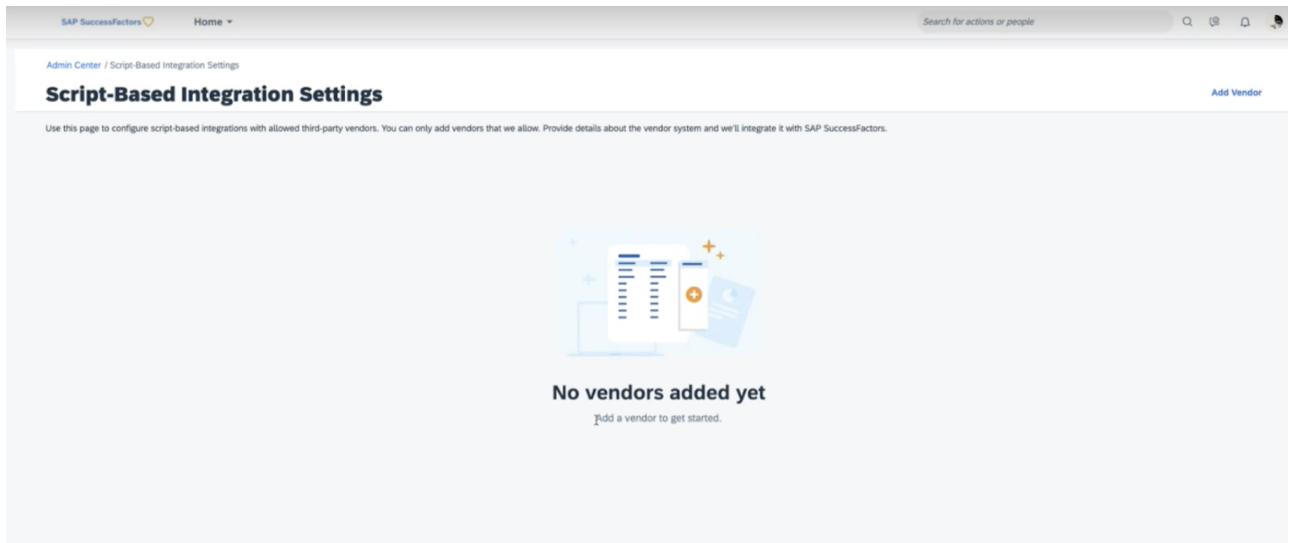 SAP SuccessFactors
Home
Search for actions or people
Admin Center / Script-Based Integration Settings
Script-Based Integration Settings
Add Vendor
Use this page to configure script-based integrations with allowed third-party vendors. You can only add vendors that we allow. Provide details about the vendor system and we'll integrate it with SAP SuccessFactors.
No vendors added yet
Add a vendor to get started.